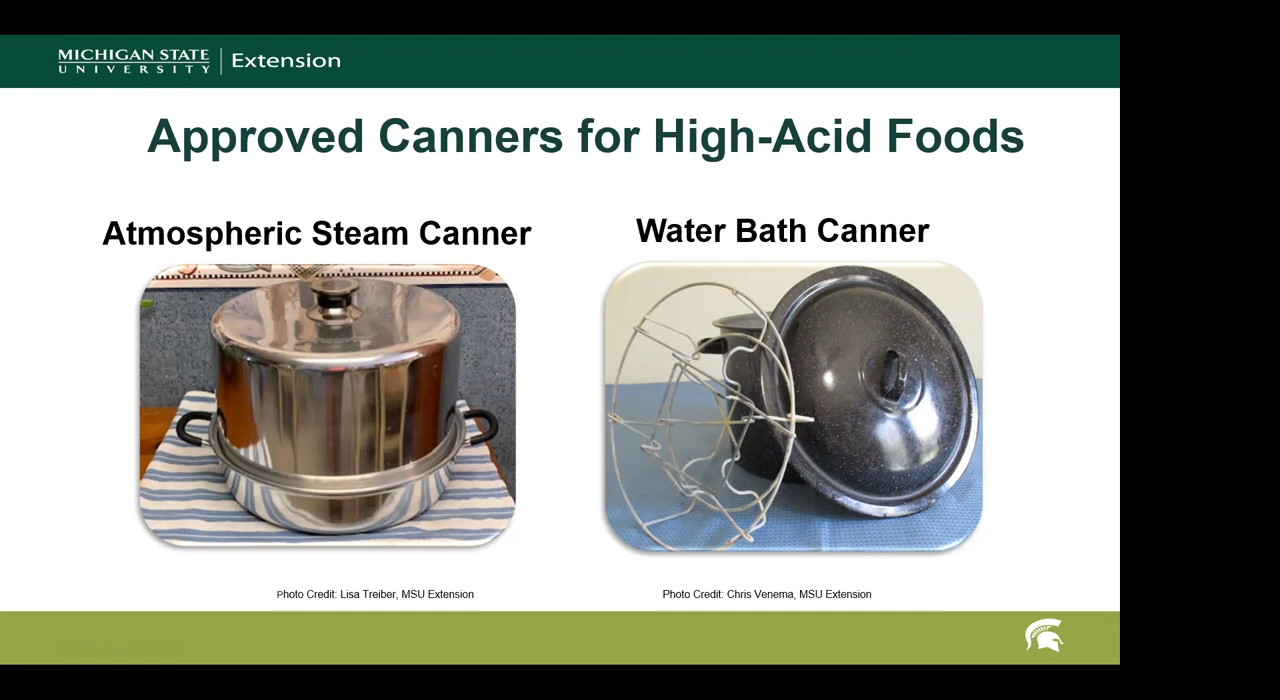 MICHIGAN STATE
UNIVERSITY
Extension
Approved Canners for High-Acid Foods
Atmospheric Steam Canner
Water Bath Canner
Photo Credit: Lisa Treiber, MSU Extension
Photo Credit: Chris Venema, MSU Extension